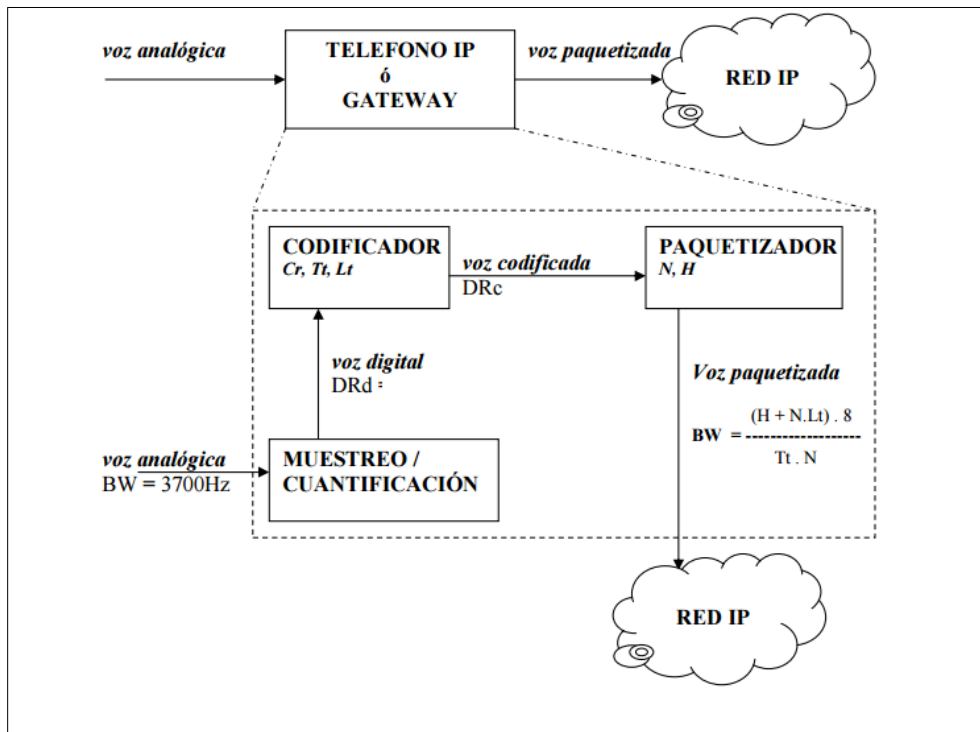 voz analógica
TELEFONO IP
ó
GATEWAY
voz paquetizada
RED IP
CODIFICADOR
Cr, Tt, Lt
voz codificada
DRc
PAQUETIZADOR
N, H
voz digital
DRd =
Voz paquetizada
(H + N.Lt) . 8
BW = --------------------
Tt . N
voz analógica
BW = 3700Hz
MUESTREO /
CUANTIFICACIÓN
RED IP